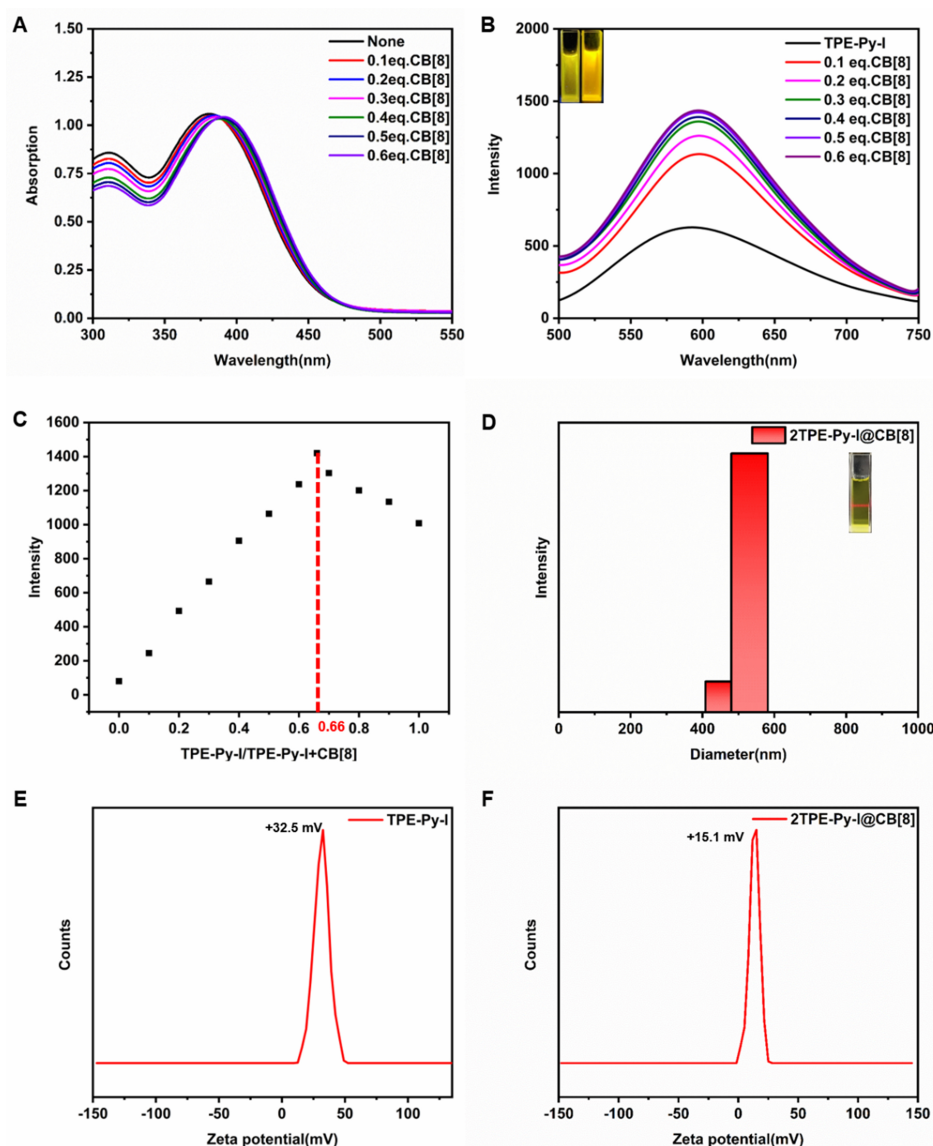 A
1.50
1.25
1.00
0.75
0.50
0.25
0.00
Absorption
None
0.1eq.CB[8]
0.2eq.CB[8]
0.3eq.CB[8]
0.4eq.CB[8]
0.5eq.CB[8]
0.6eq.CB[8]
300 350 400 450 500 550
Wavelength(nm)
B
2000
1500
1000
500
0
Intensity
TPE-Py-I
0.1 eq.CB[8]
0.2 eq.CB[8]
0.3 eq.CB[8]
0.4 eq.CB[8]
0.5 eq.CB[8]
0.6 eq.CB[8]
500 550 600 650 700 750
Wavelength(nm)
C
1600
1400
1200
1000
800
600
400
200
0
Intensity
0.0 0.2 0.4 0.6 0.66 0.8 1.0
TPE-Py-I/TPE-Py-I+CB[8]
D
Intensity
2TPE-Py-I@CB[8]
0 200 400 600 800 1000
Diameter(nm)
E
Counts
+32.5 mV
TPE-Py-I
-150 -100 -50 0 50 100
Zeta potential(mV)
F
Counts
+15.1 mV
2TPE-Py-I@CB[8]
-150 -100 -50 0 50 100 150
Zeta potential(mV)